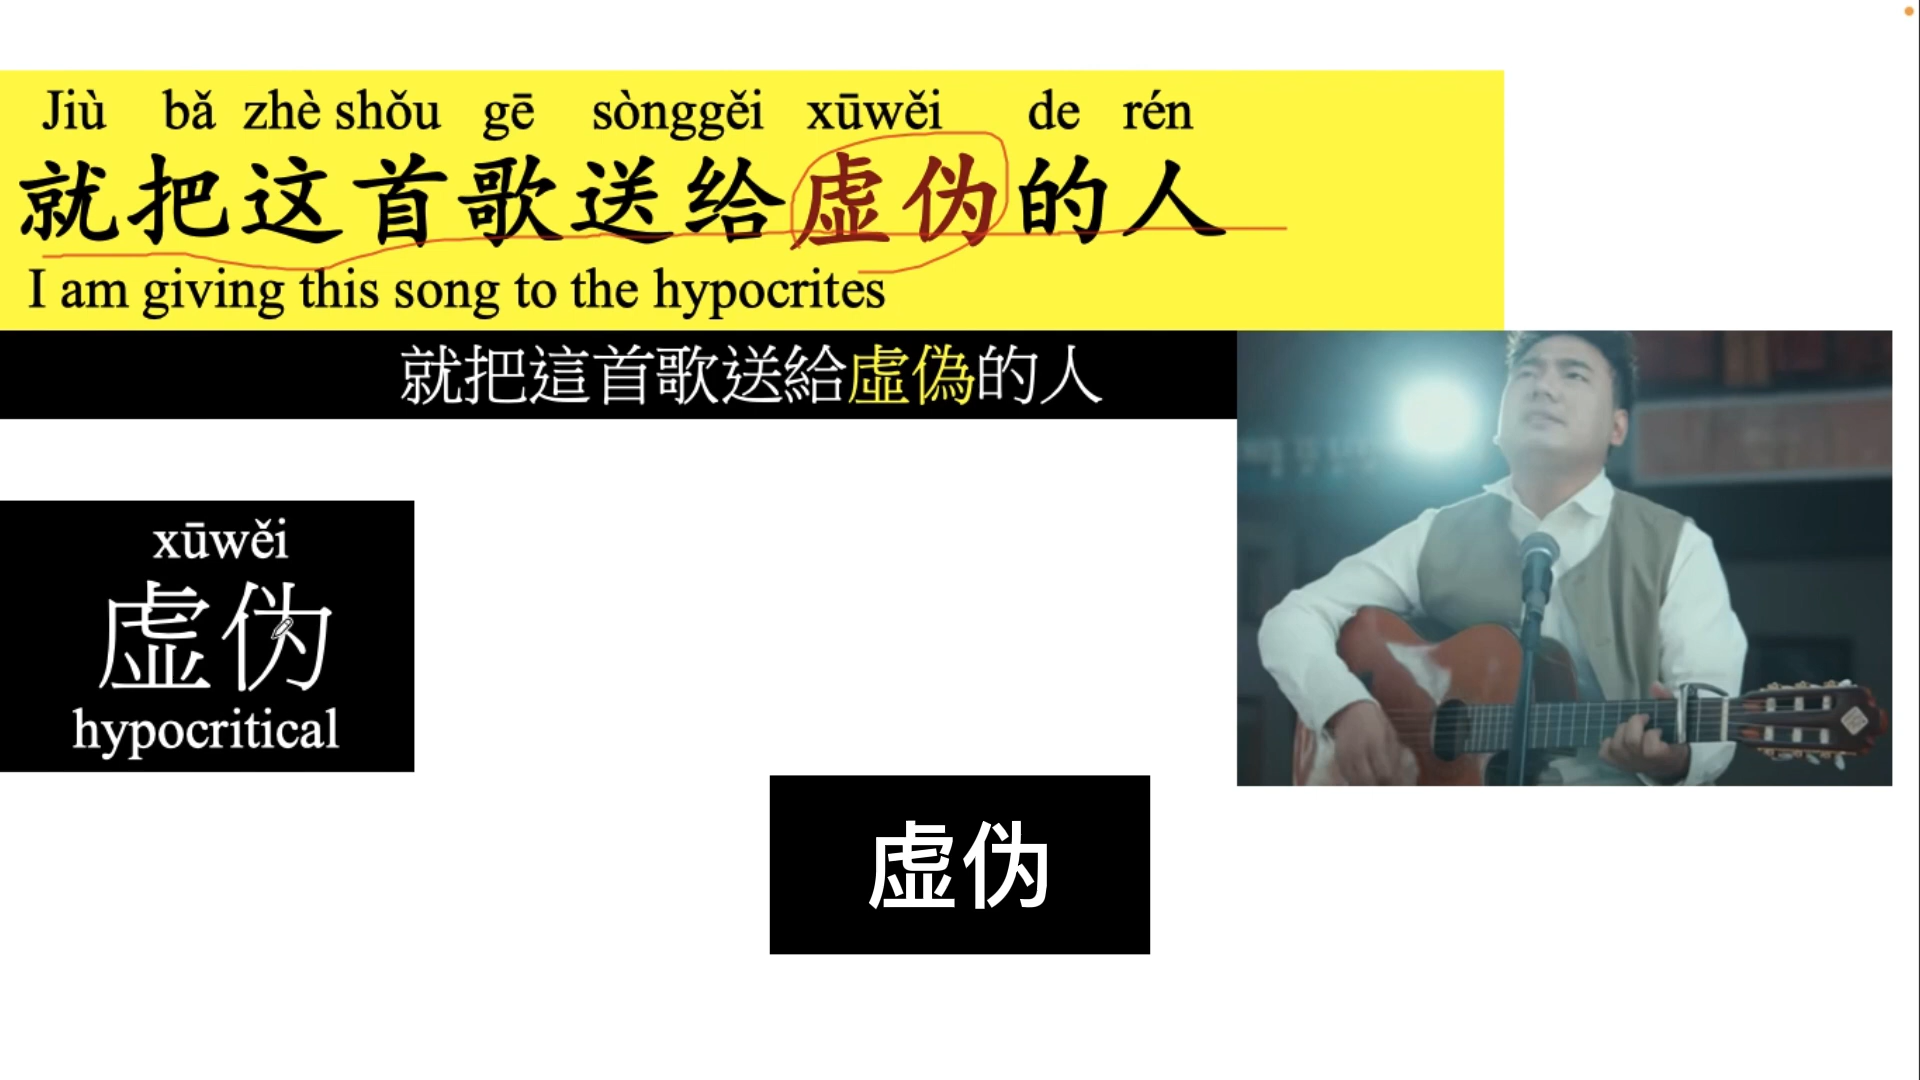 Jiù bǎ zhè shǒu gē sònggěi xūwěi de rén
就把这首歌送给虚伪的人
I am giving this song to the hypocrites
就把這首歌送給虛偽的人
xūwěi
虚伪
hypocritical
虚伪